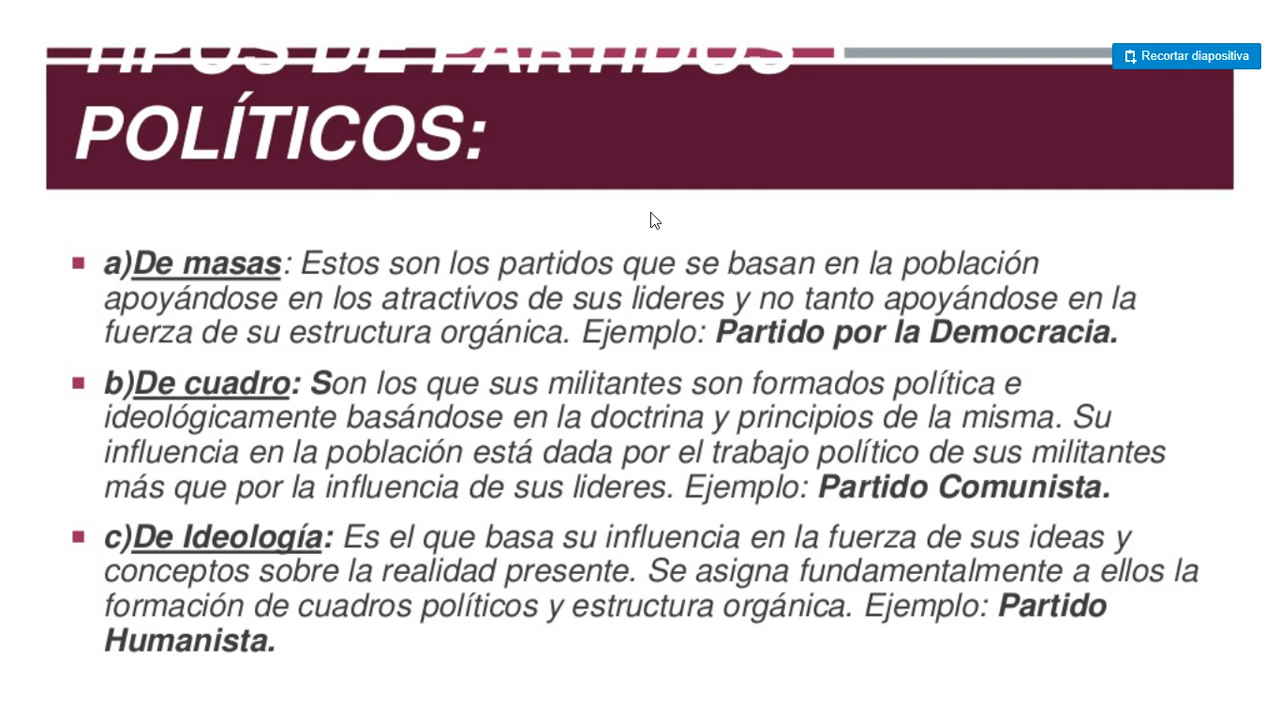 TIPOS DE PARTIDOS
Recortar diapositiva
POLÍTICOS:
a)De masas: Estos son los partidos que se basan en la población
apoyándose en los atractivos de sus lideres y no tanto apoyándose en la
fuerza de su estructura orgánica. Ejemplo: Partido por la Democracia.
b)De cuadro: Son los que sus militantes son formados política e
ideológicamente basándose en la doctrina y principios de la misma. Su
influencia en la población está dada por el trabajo político de sus militantes
más que por la influencia de sus lideres. Ejemplo: Partido Comunista.
c)De Ideología: Es el que basa su influencia en la fuerza de sus ideas y
conceptos sobre la realidad presente. Se asigna fundamentalmente a ellos la
formación de cuadros políticos y estructura orgánica. Ejemplo: Partido
Humanista.